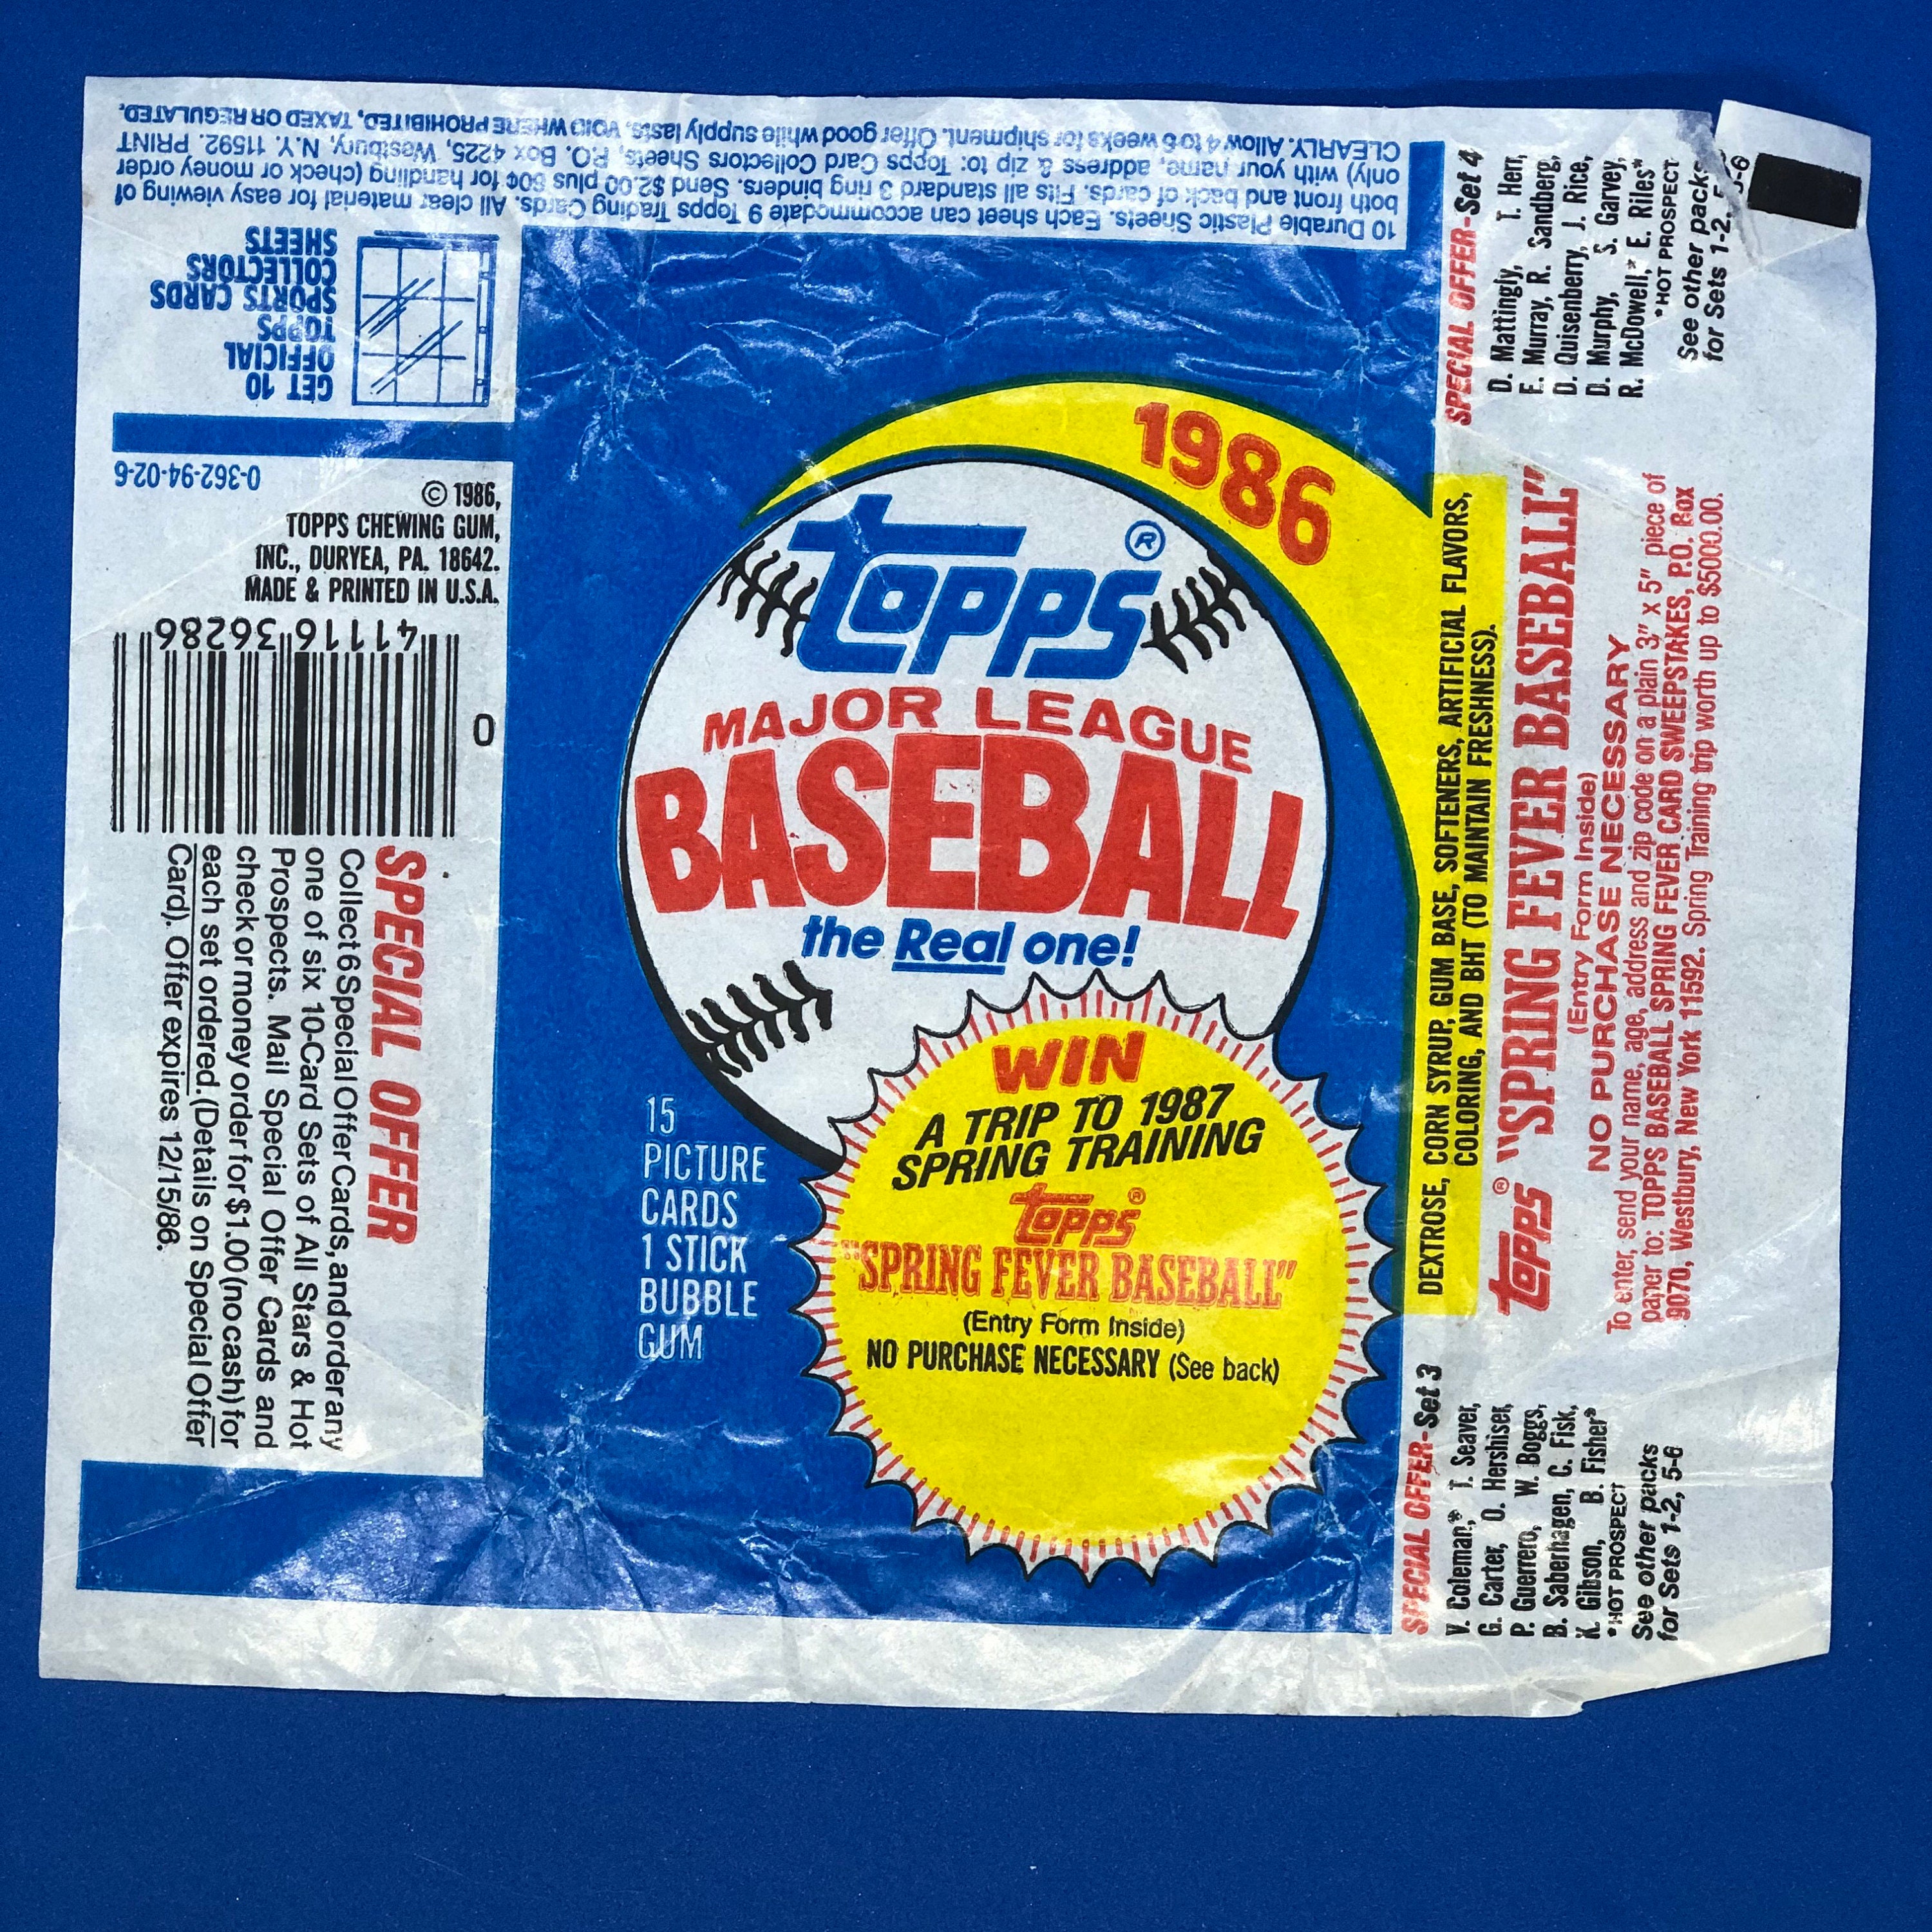 1986
topps®
MAJOR LEAGUE
BASEBALL
the Real one!
15
PICTURE
CARDS
1 STICK
BUBBLE
GUM
WIN
A TRIP TO 1987
SPRING TRAINING
topps®
"SPRING FEVER BASEBALL"
(Entry Form Inside)
NO PURCHASE NECESSARY (See back)
10 Durable Plastic Sheets. Each sheet can accommodate 9 Topps Trading Cards. All clear material for easy viewing of
both front and back of cards. Fits all standard 3 ring binders. Send $2.00 plus 60¢ for handling (check or money order
only) with your name, address & zip to: Topps Card Collectors Sheets, P.O. Box 4225, Westbury, N.Y. 11592. PRINT
CLEARLY. Allow 4 to 6 weeks for shipment. Offer good while supply lasts. VOID WHERE PROHIBITED, TAXED OR REGULATED.
GET 10
OFFICIAL
TOPPS
SPORTS CARDS
COLLECTORS
SHEETS
0-362-94-02-6
© 1986,
TOPPS CHEWING GUM,
INC., DURYEA, PA. 18642.
MADE & PRINTED IN U.S.A.
0
41116 36286
SPECIAL OFFER
Collect 6 Special Offer Cards, and order any
one of six 10-Card Sets of All Stars & Hot
Prospects. Mail Special Offer Cards and
check or money order for $1.00 (no cash) for
each set ordered. (Details on Special Offer
Card). Offer expires 12/15/86.
DEXTROSE, CORN SYRUP, GUM BASE, SOFTENERS, ARTIFICIAL FLAVORS,
COLORING, AND BHT (TO MAINTAIN FRESHNESS).
topps® "SPRING FEVER BASEBALL"
(Entry Form Inside)
NO PURCHASE NECESSARY
To enter, send your name, age, address and zip code on a plain 3" x 5" piece of
paper to: TOPPS BASEBALL SPRING FEVER CARD SWEEPSTAKES, P.O. Box
9070, Westbury, New York 11592. Spring Training trip worth up to $5000.00.
SPECIAL OFFER-Set 3
V. Coleman,* T. Seaver,
G. Carter, O. Hershiser,
P. Guerrero, W. Boggs,
B. Saberhagen, C. Fisk,
K. Gibson, B. Fisher*
*HOT PROSPECT
See other packs
for Sets 1-2, 5-6
SPECIAL OFFER-Set 4
D. Mattingly, T. Herr,
E. Murray, R. Sandberg,
D. Quisenberry, J. Rice,
D. Murphy, S. Garvey,
R. McDowell,* E. Riles*
*HOT PROSPECT
See other packs
for Sets 1-2, 5-6